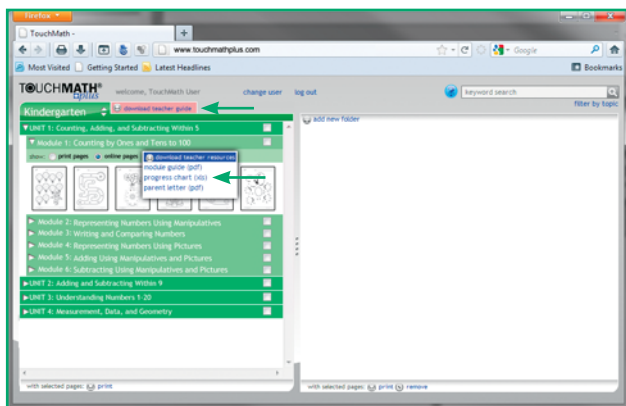 Firefox
TouchMath -
www.touchmathplus.com
Google
Most Visited Getting Started Latest Headlines
Bookmarks
TOUCHMATH® plus
welcome, TouchMath User
change user
log out
keyword search
filter by topic
Kindergarten
download teacher guide
add new folder
UNIT 1: Counting, Adding, and Subtracting Within 5
Module 1: Counting by Ones and Tens to 100
show: print pages online pages
download teacher resources
module guide (pdf)
progress chart (xls)
parent letter (pdf)
Module 2: Representing Numbers Using Manipulatives
Module 3: Writing and Comparing Numbers
Module 4: Representing Numbers Using Pictures
Module 5: Adding Using Manipulatives and Pictures
Module 6: Subtracting Using Manipulatives and Pictures
UNIT 2: Adding and Subtracting Within 9
UNIT 3: Understanding Numbers 1-20
UNIT 4: Measurement, Data, and Geometry
with selected pages: print
with selected pages: print remove